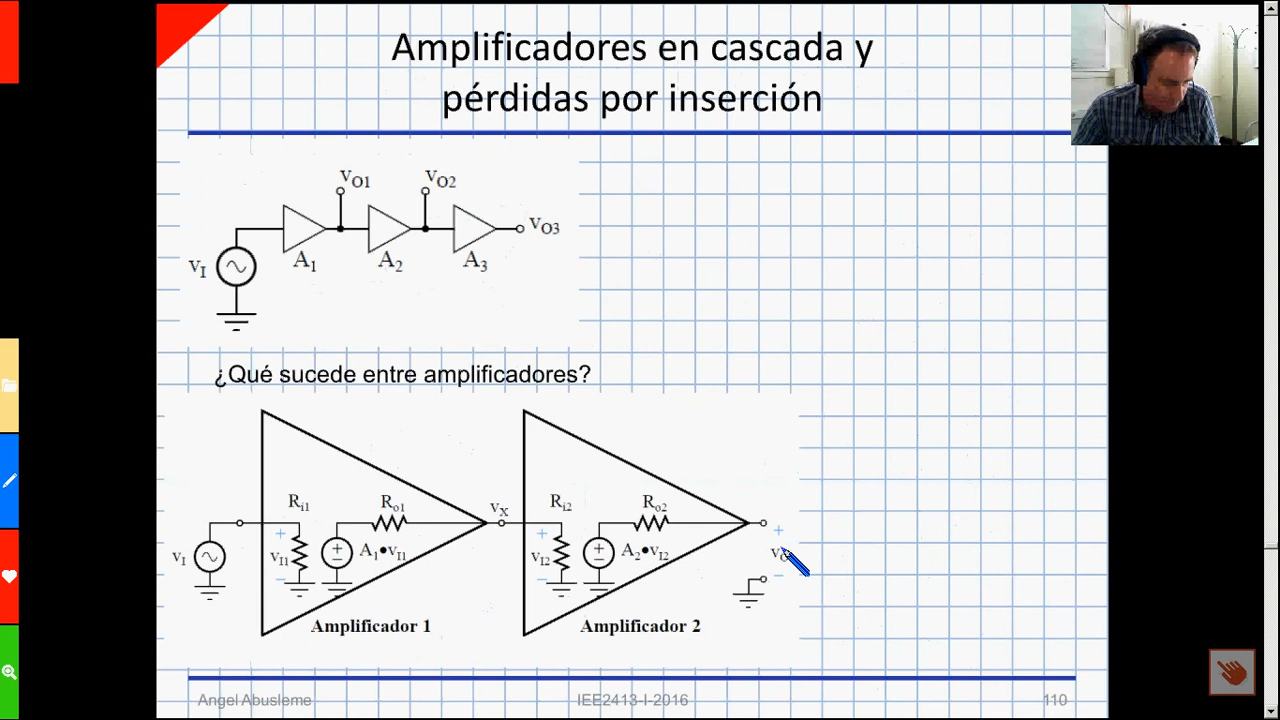 Amplificadores en cascada y
pérdidas por inserción
vO1 vO2
vO3
vI A1 A2 A3
¿Qué sucede entre amplificadores?
Ri1 Ro1 vX Ri2 Ro2
+ + +
vI vI1 + − A1•vI1 vI2 + − A2•vI2
− − −
Amplificador 1 Amplificador 2
Angel Abusleme IEE2413-I-2016 110